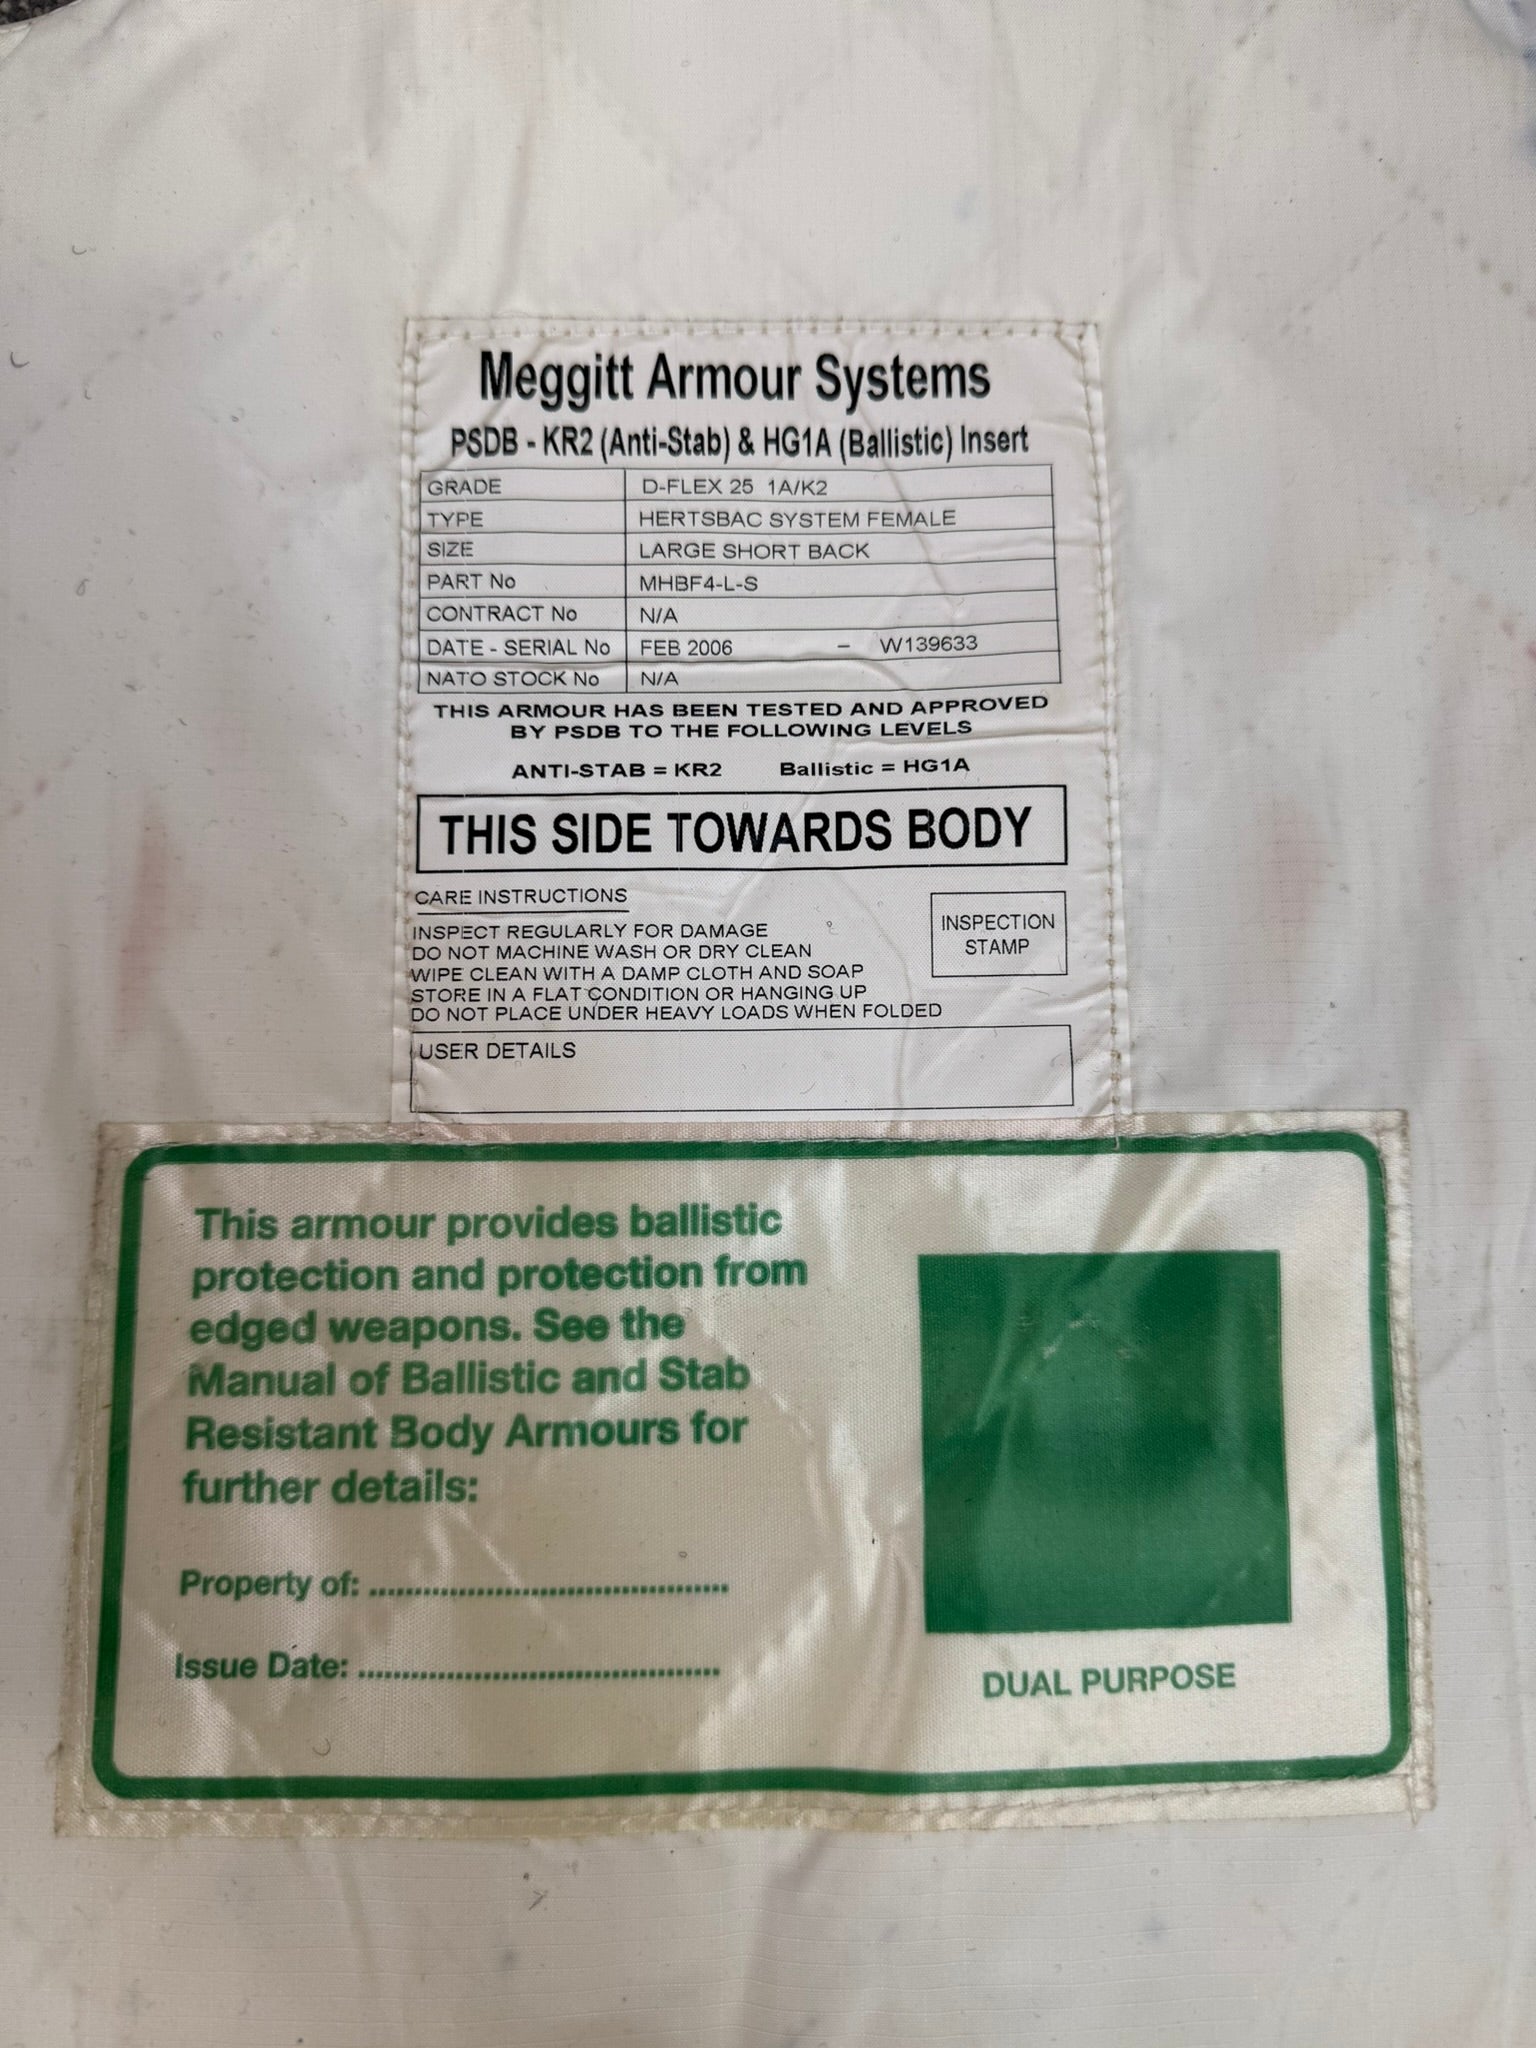 Meggitt Armour Systems
PSDB - KR2 (Anti-Stab) & HG1A (Ballistic) Insert
GRADE D-FLEX 25 1A/K2
TYPE HERTSBAC SYSTEM FEMALE
SIZE LARGE SHORT BACK
PART No MHBF4-L-S
CONTRACT No N/A
DATE - SERIAL No FEB 2006 – W139633
NATO STOCK No N/A
THIS ARMOUR HAS BEEN TESTED AND APPROVED
BY PSDB TO THE FOLLOWING LEVELS
ANTI-STAB = KR2 Ballistic = HG1A
THIS SIDE TOWARDS BODY
CARE INSTRUCTIONS
INSPECT REGULARLY FOR DAMAGE
DO NOT MACHINE WASH OR DRY CLEAN
WIPE CLEAN WITH A DAMP CLOTH AND SOAP
STORE IN A FLAT CONDITION OR HANGING UP
DO NOT PLACE UNDER HEAVY LOADS WHEN FOLDED
INSPECTION
STAMP
USER DETAILS
This armour provides ballistic
protection and protection from
edged weapons. See the
Manual of Ballistic and Stab
Resistant Body Armours for
further details:
Property of: ........................................
Issue Date: ........................................
DUAL PURPOSE